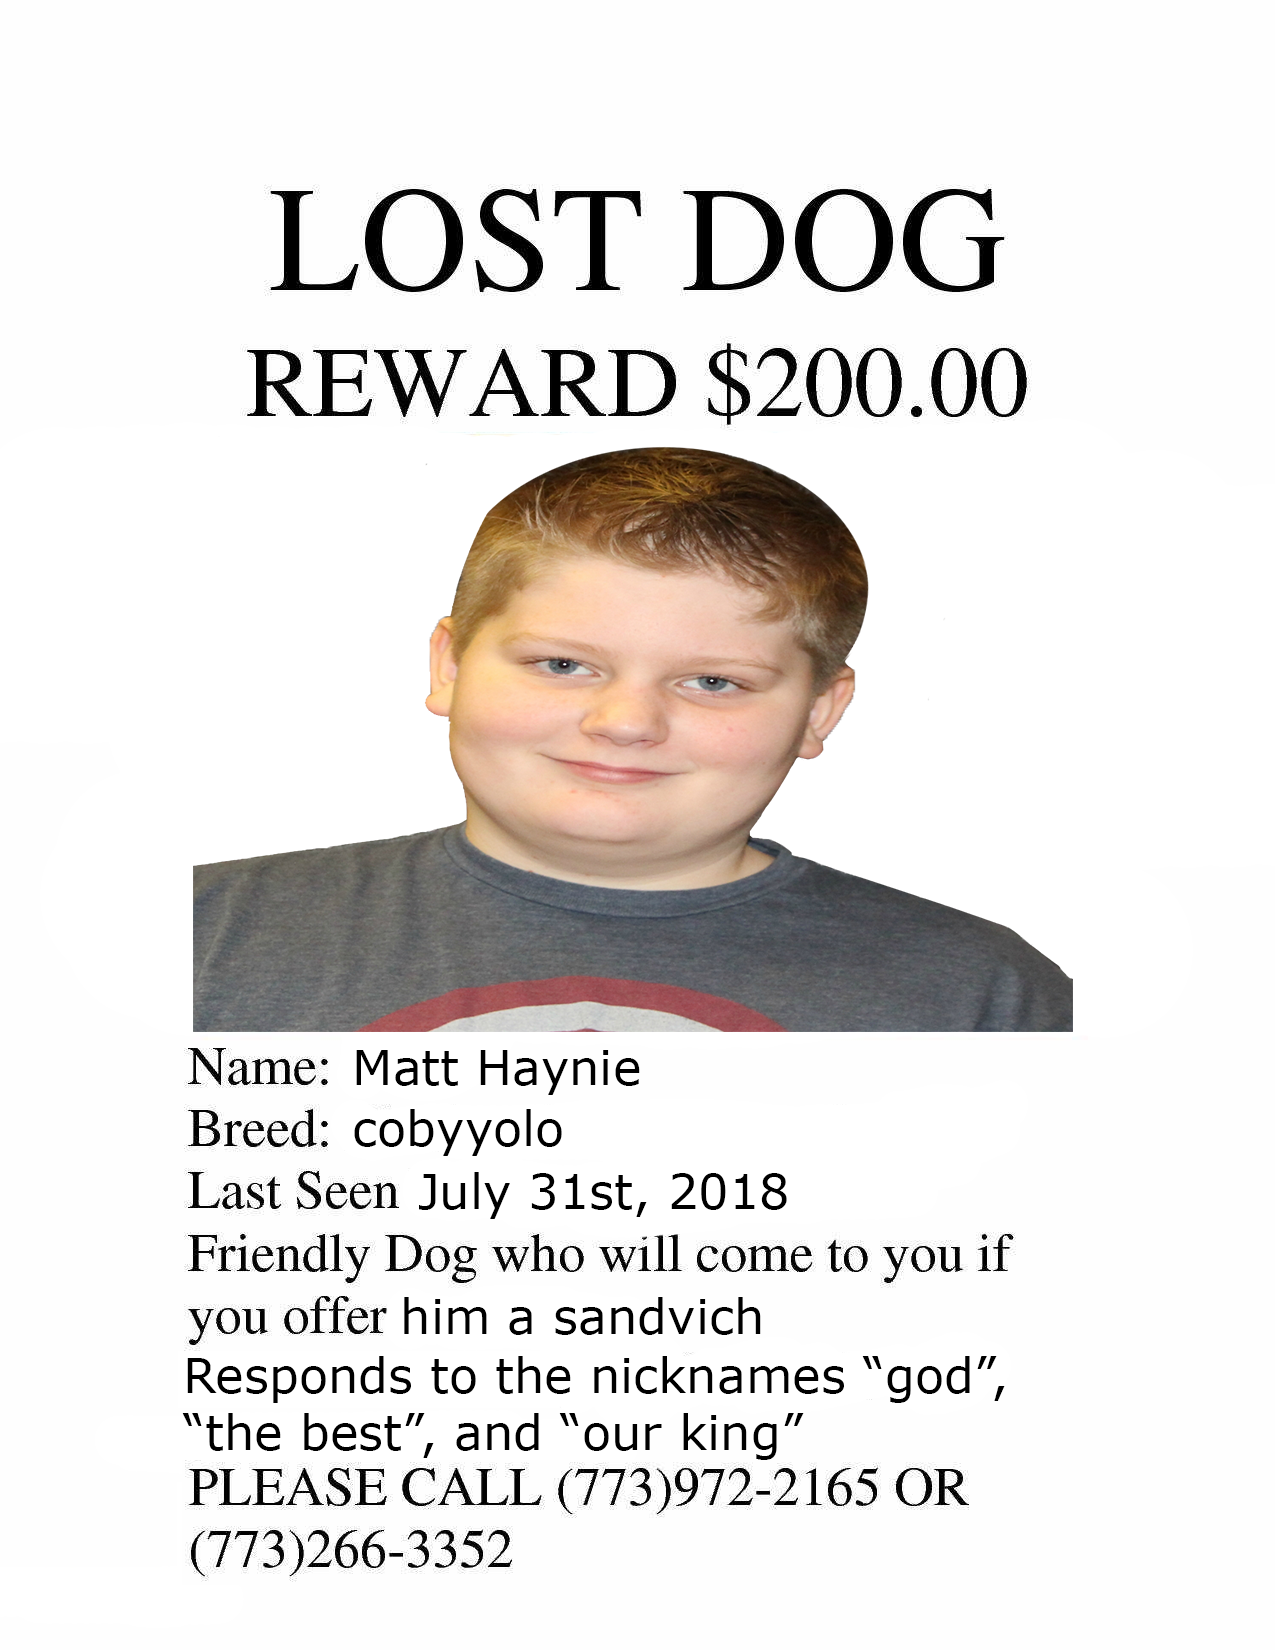 LOST DOG
REWARD $200.00
Name: Matt Haynie
Breed: cobyyolo
Last Seen July 31st, 2018
Friendly Dog who will come to you if
you offer him a sandvich
Responds to the nicknames “god”,
“the best”, and “our king”
PLEASE CALL (773)972-2165 OR
(773)266-3352